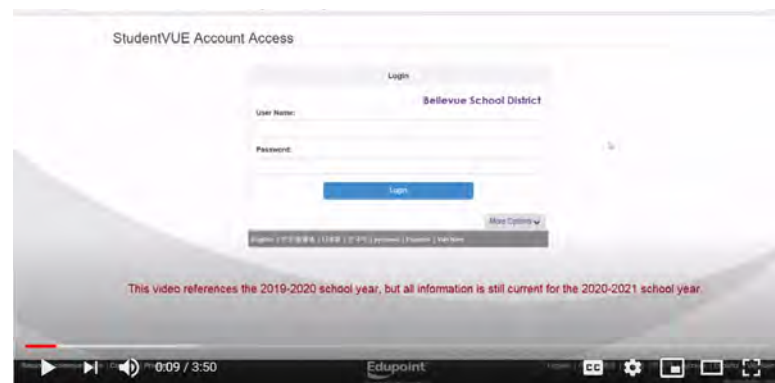 StudentVUE Account Access
Login
Bellevue School District
User Name:
Password:
Login
More Options
English
This video references the 2019-2020 school year, but all information is still current for the 2020-2021 school year.
0:09 / 3:50
Edupoint
CC